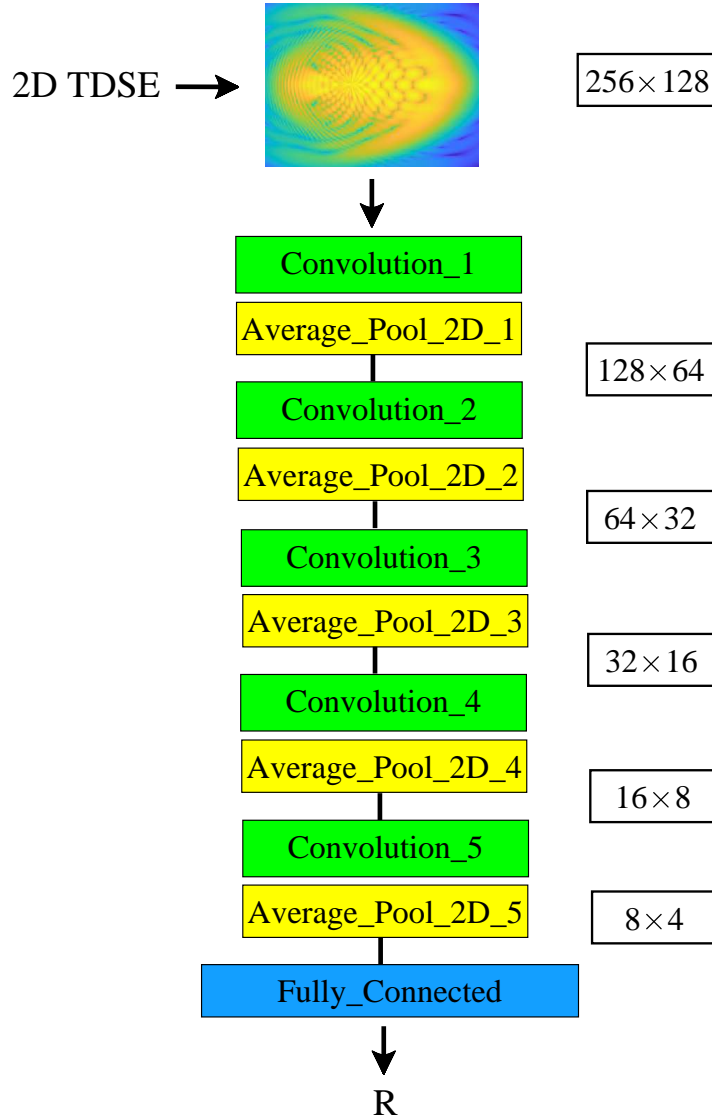 2D TDSE
256×128
Convolution_1
Average_Pool_2D_1
128×64
Convolution_2
Average_Pool_2D_2
64×32
Convolution_3
Average_Pool_2D_3
32×16
Convolution_4
Average_Pool_2D_4
16×8
Convolution_5
Average_Pool_2D_5
8×4
Fully_Connected
R